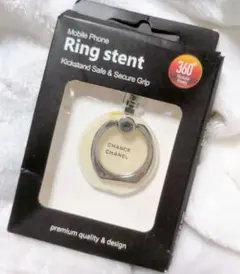 Mobile Phone
Ring stent
Kickstand Safe & Secure Grip
360°
CHANCE
CHANEL
premium quality & design